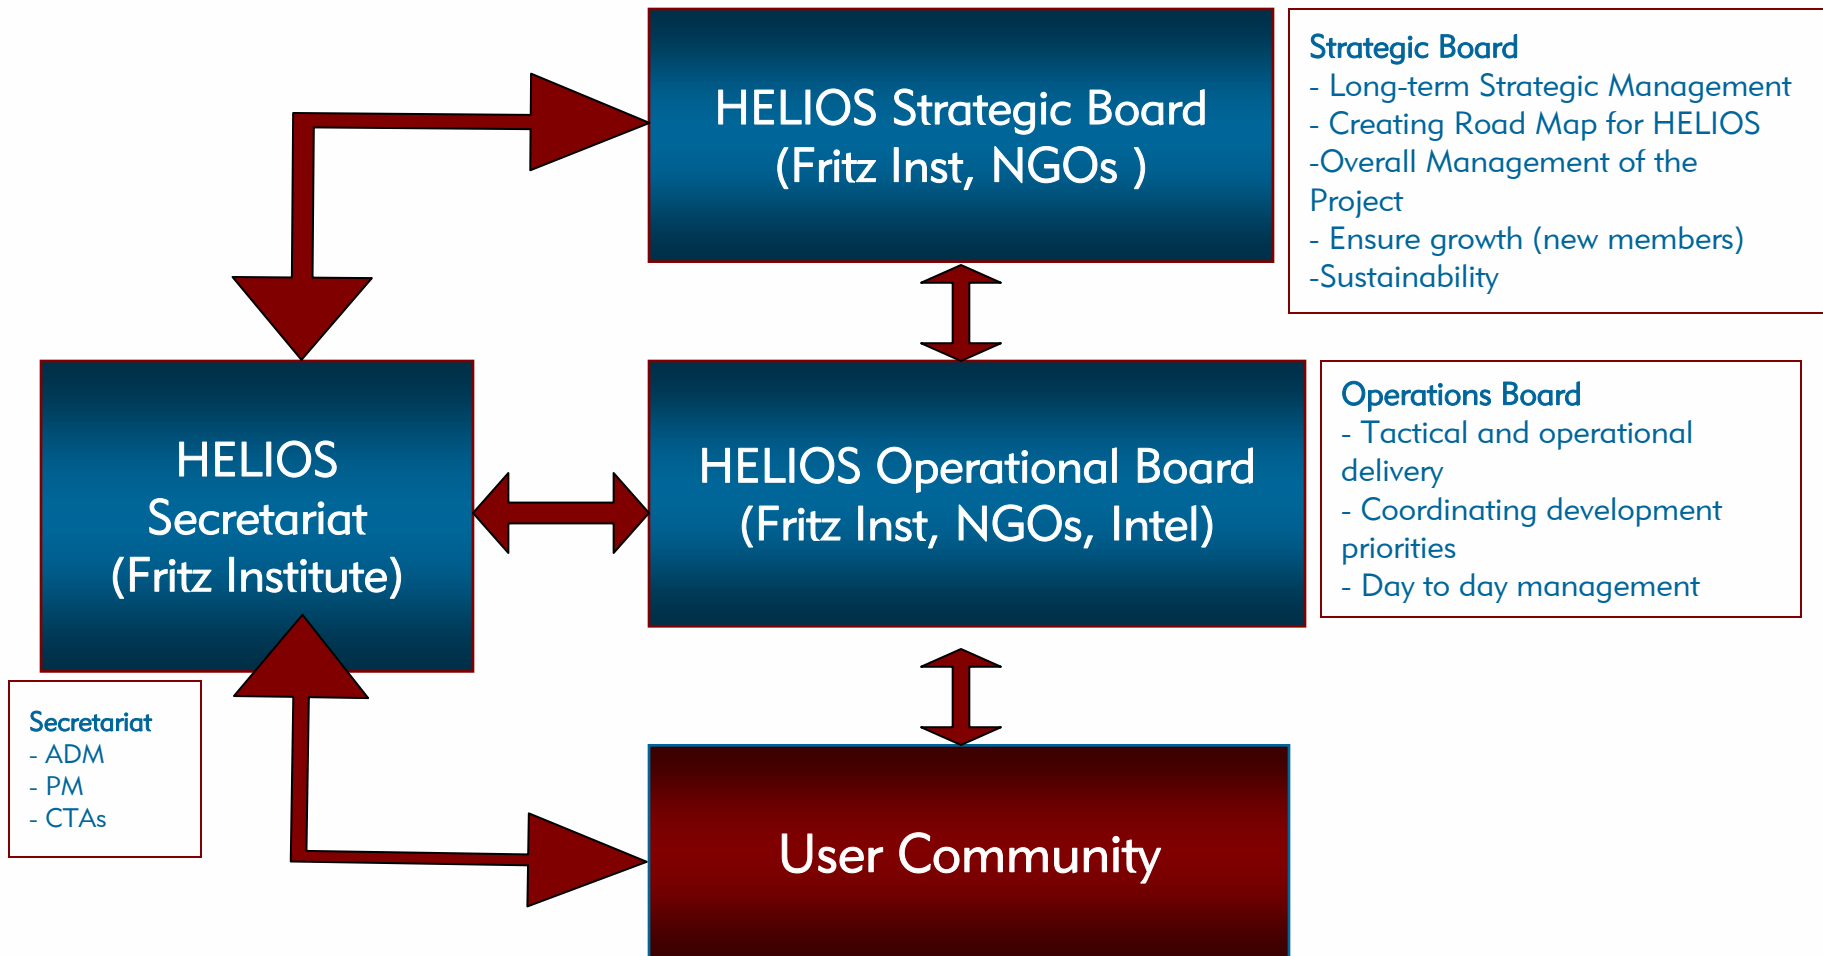 HELIOS Strategic Board
(Fritz Inst, NGOs )
Strategic Board
- Long-term Strategic Management
- Creating Road Map for HELIOS
-Overall Management of the
Project
- Ensure growth (new members)
-Sustainability
HELIOS
Secretariat
(Fritz Institute)
HELIOS Operational Board
(Fritz Inst, NGOs, Intel)
Operations Board
- Tactical and operational
delivery
- Coordinating development
priorities
- Day to day management
Secretariat
- ADM
- PM
- CTAs
User Community